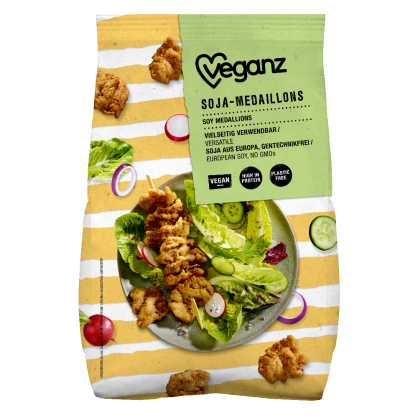 Veganz
SOJA-MEDAILLONS
SOY MEDALLIONS
VIELSEITIG VERWENDBAR /
VERSATILE
SOJA AUS EUROPA, GENTECHNIKFREI /
EUROPEAN SOY, NO GMOs
VEGAN
HIGH IN
PROTEIN
PLASTIC
FREE